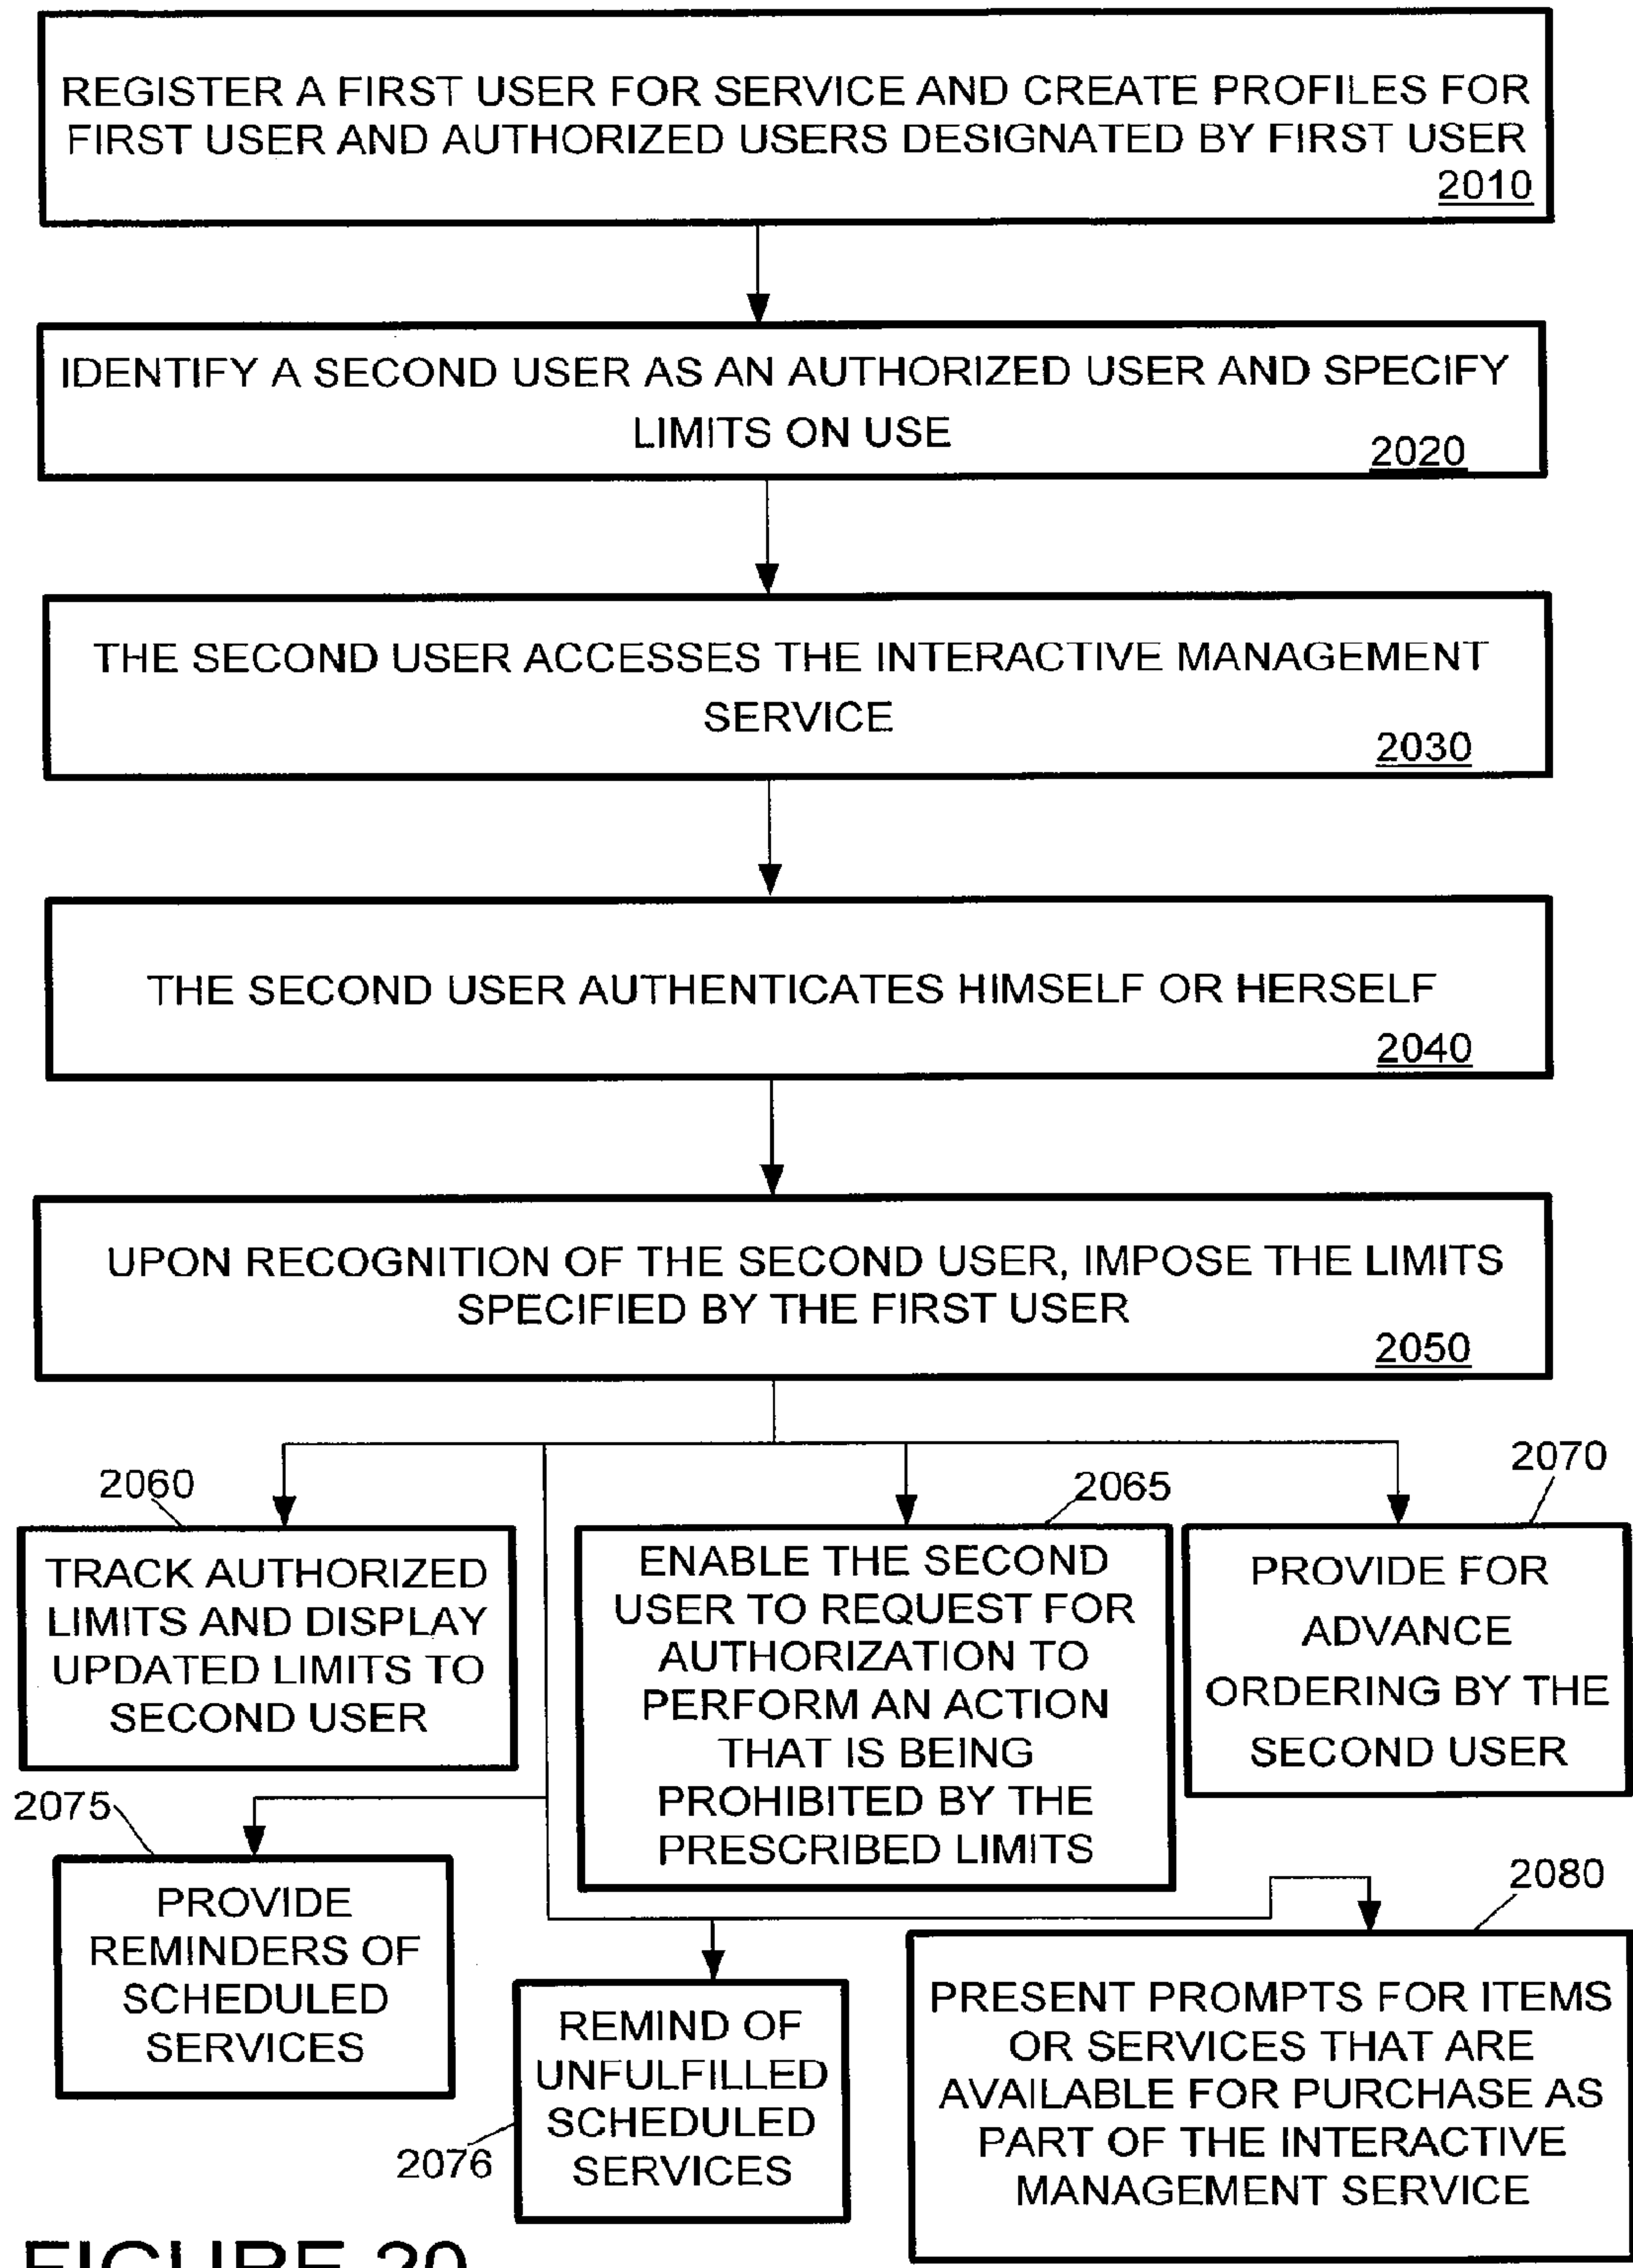 REGISTER A FIRST USER FOR SERVICE AND CREATE PROFILES FOR
FIRST USER AND AUTHORIZED USERS DESIGNATED BY FIRST USER
2010
IDENTIFY A SECOND USER AS AN AUTHORIZED USER AND SPECIFY
LIMITS ON USE
2020
THE SECOND USER ACCESSES THE INTERACTIVE MANAGEMENT
SERVICE
2030
THE SECOND USER AUTHENTICATES HIMSELF OR HERSELF
2040
UPON RECOGNITION OF THE SECOND USER, IMPOSE THE LIMITS
SPECIFIED BY THE FIRST USER
2050
2060
TRACK AUTHORIZED
LIMITS AND DISPLAY
UPDATED LIMITS TO
SECOND USER
2065
ENABLE THE SECOND
USER TO REQUEST FOR
AUTHORIZATION TO
PERFORM AN ACTION
THAT IS BEING
PROHIBITED BY THE
PRESCRIBED LIMITS
2070
PROVIDE FOR
ADVANCE
ORDERING BY THE
SECOND USER
2075
PROVIDE
REMINDERS OF
SCHEDULED
SERVICES
2076
REMIND OF
UNFULFILLED
SCHEDULED
SERVICES
2080
PRESENT PROMPTS FOR ITEMS
OR SERVICES THAT ARE
AVAILABLE FOR PURCHASE AS
PART OF THE INTERACTIVE
MANAGEMENT SERVICE
FIGURE 20